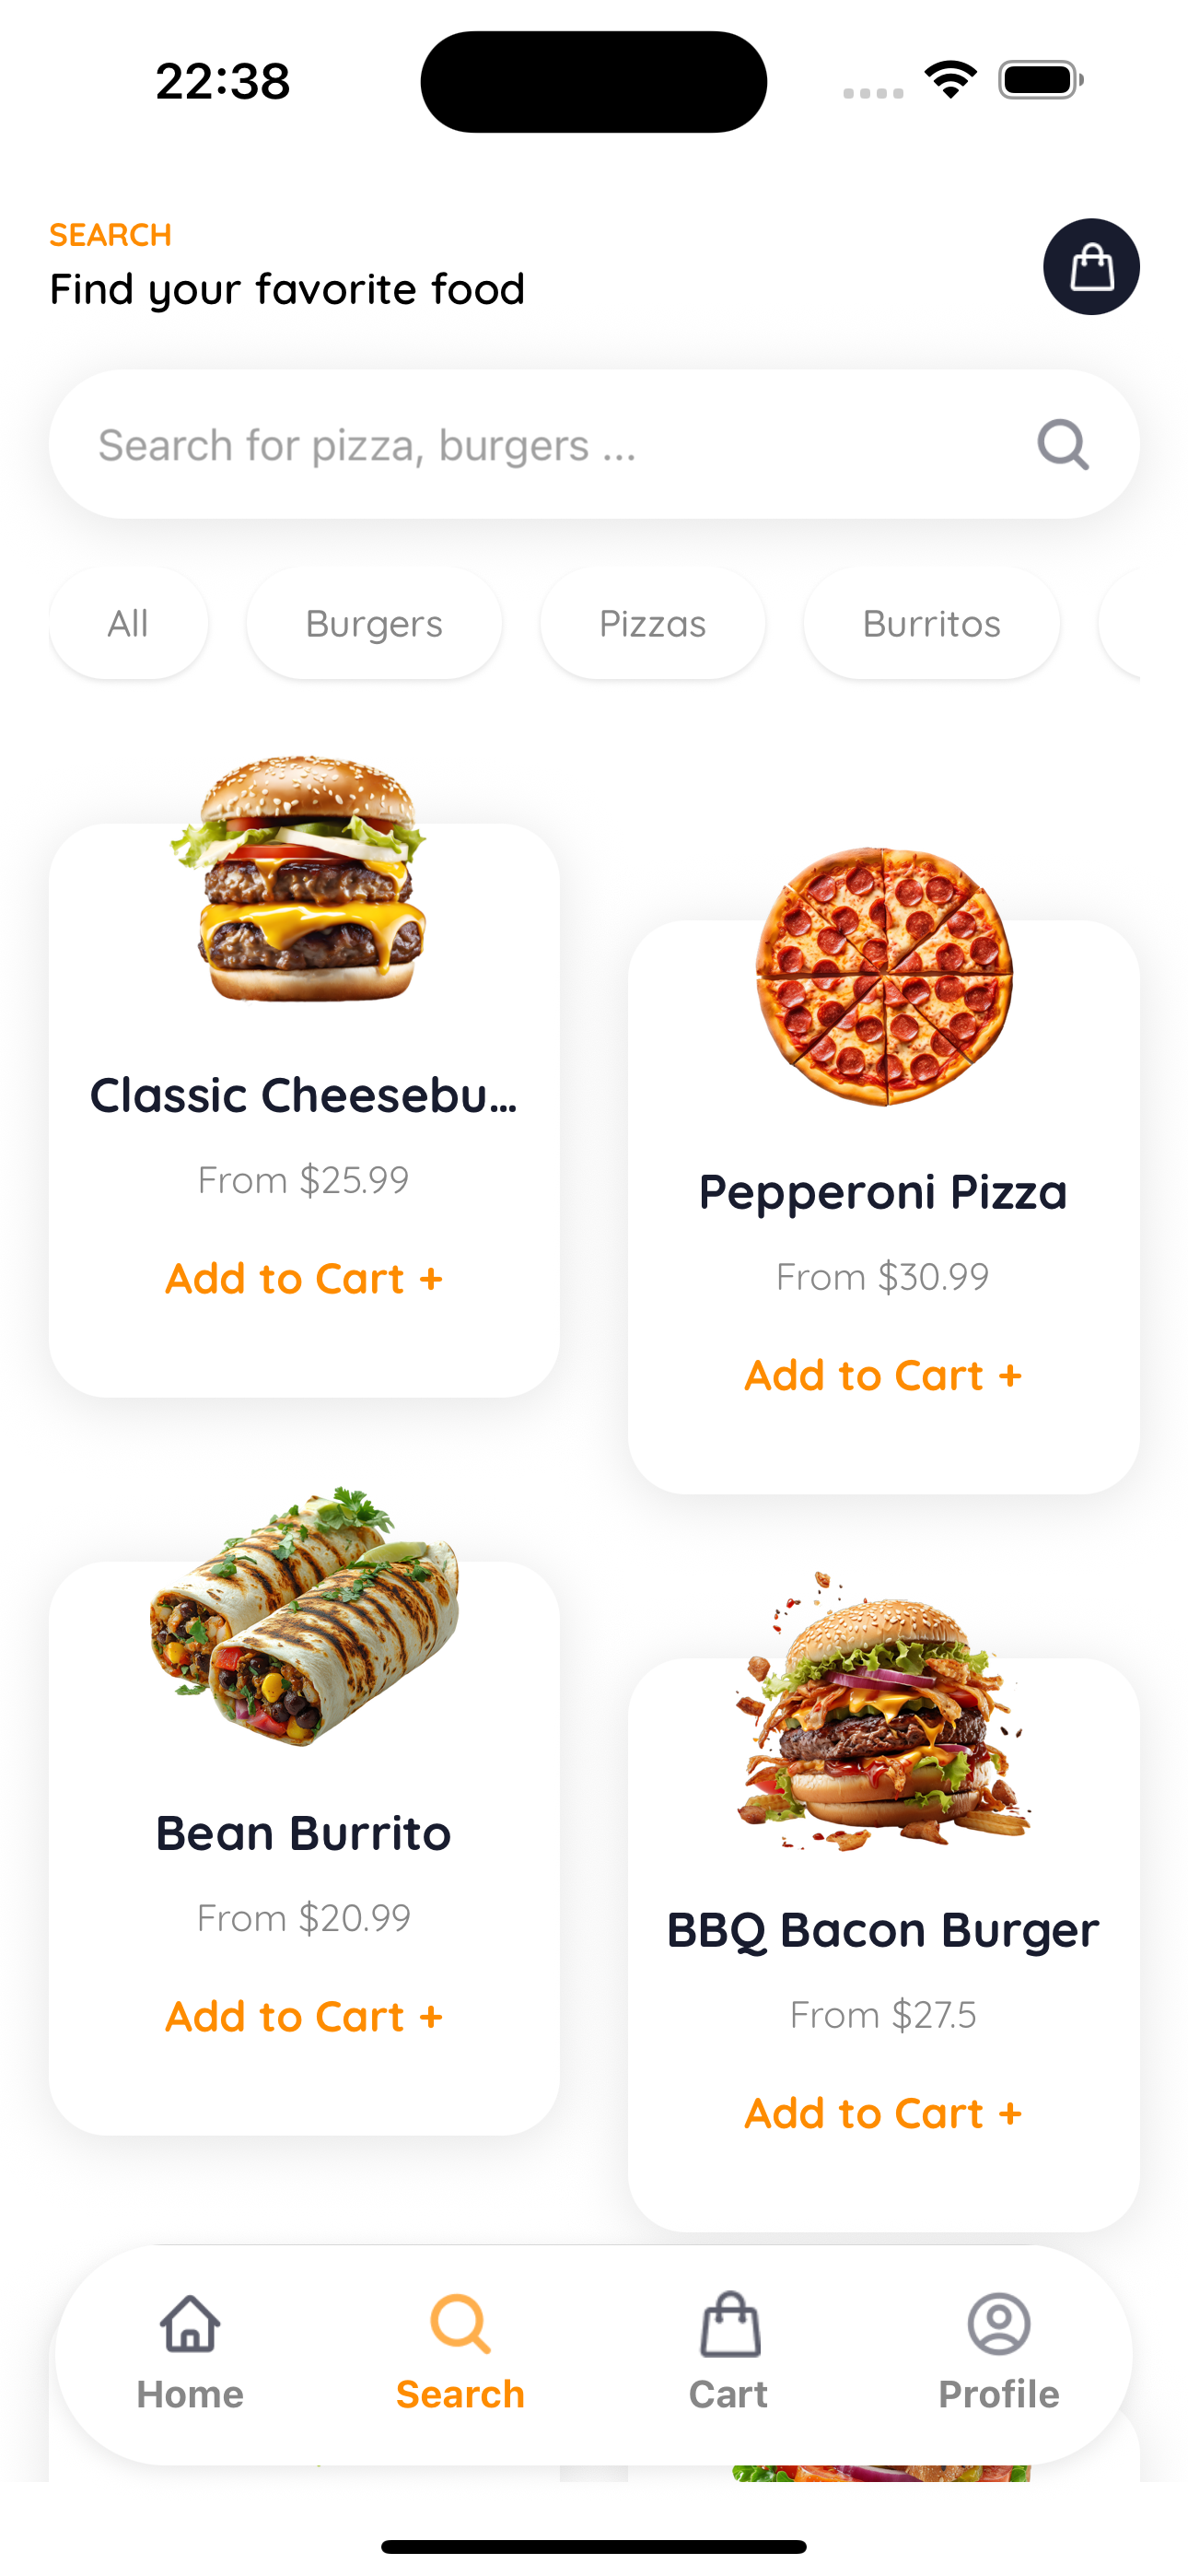 22:38
SEARCH
Find your favorite food
Search for pizza, burgers ...
All
Burgers
Pizzas
Burritos
Classic Cheesebu...
From $25.99
Add to Cart +
Pepperoni Pizza
From $30.99
Add to Cart +
Bean Burrito
From $20.99
Add to Cart +
BBQ Bacon Burger
From $27.5
Add to Cart +
Home
Search
Cart
Profile